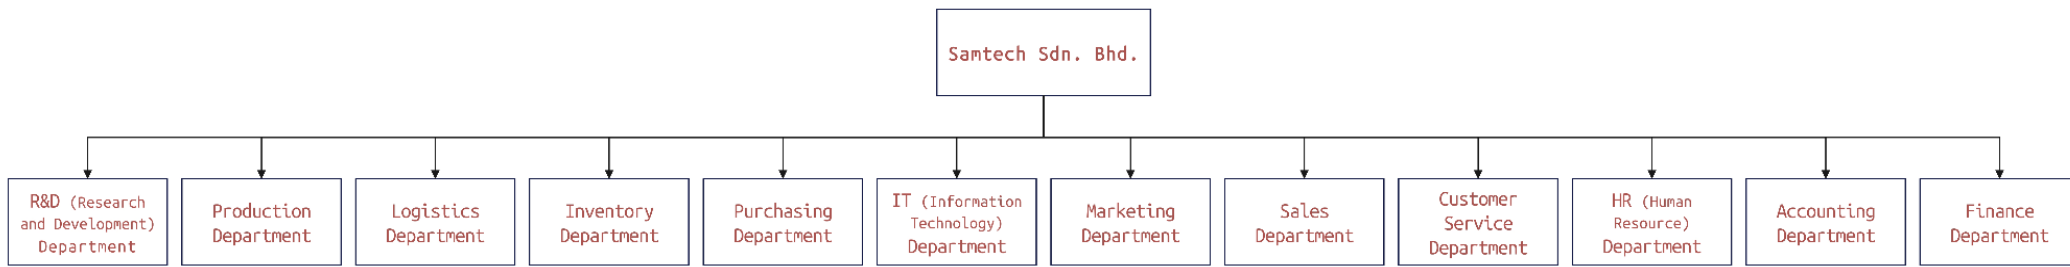 Samtech Sdn. Bhd.
R&D (Research
and Development)
Department
Production
Department
Logistics
Department
Inventory
Department
Purchasing
Department
IT (Information
Technology)
Department
Marketing
Department
Sales
Department
Customer
Service
Department
HR (Human
Resource)
Department
Accounting
Department
Finance
Department